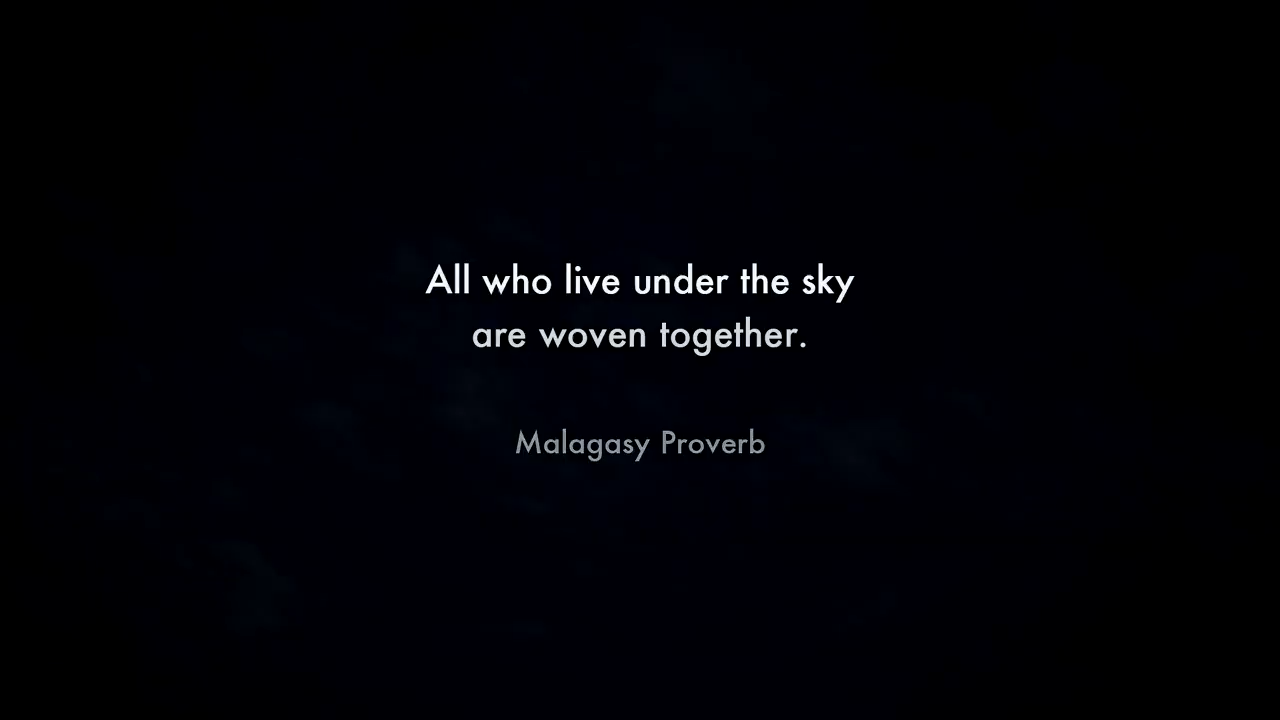 All who live under the sky
are woven together.
Malagasy Proverb